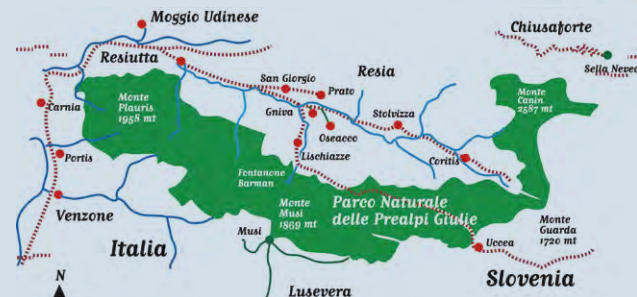 Moggio Udinese
Chiusaforte
Resiutta
Sella Nevea
San Giorgio
Prato
Resia
Monte
Plauris
1958 mt
Monte
Canin
2587 mt
Carnia
Gniva
Stolvizza
Oseacco
Portis
Lischiazze
Coritis
Fontanone
Barman
Venzone
Parco Naturale
delle Prealpi Giulie
Monte
Musi
1869 mt
Monte
Guarda
1720 mt
Musi
Italia
Uccea
N
Slovenia
Lusevera